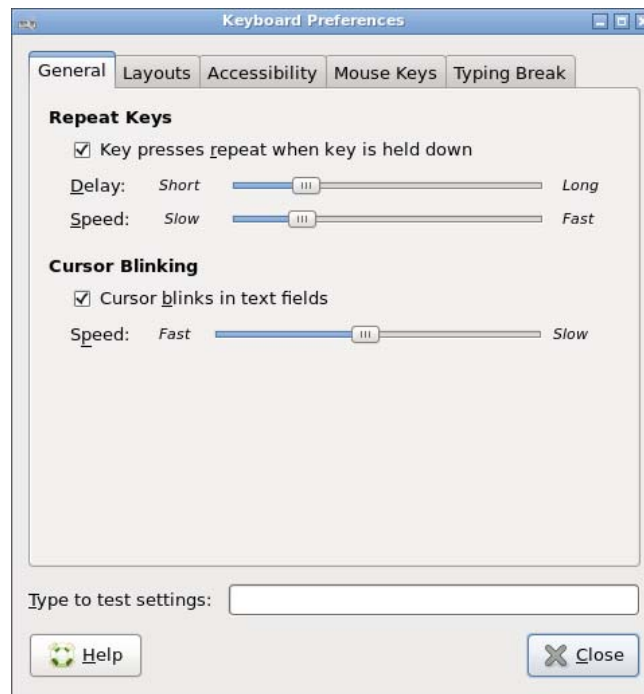 Keyboard Preferences
General Layouts Accessibility Mouse Keys Typing Break
Repeat Keys
Key presses repeat when key is held down
Delay: Short Long
Speed: Slow Fast
Cursor Blinking
Cursor blinks in text fields
Speed: Fast Slow
Type to test settings:
Help Close